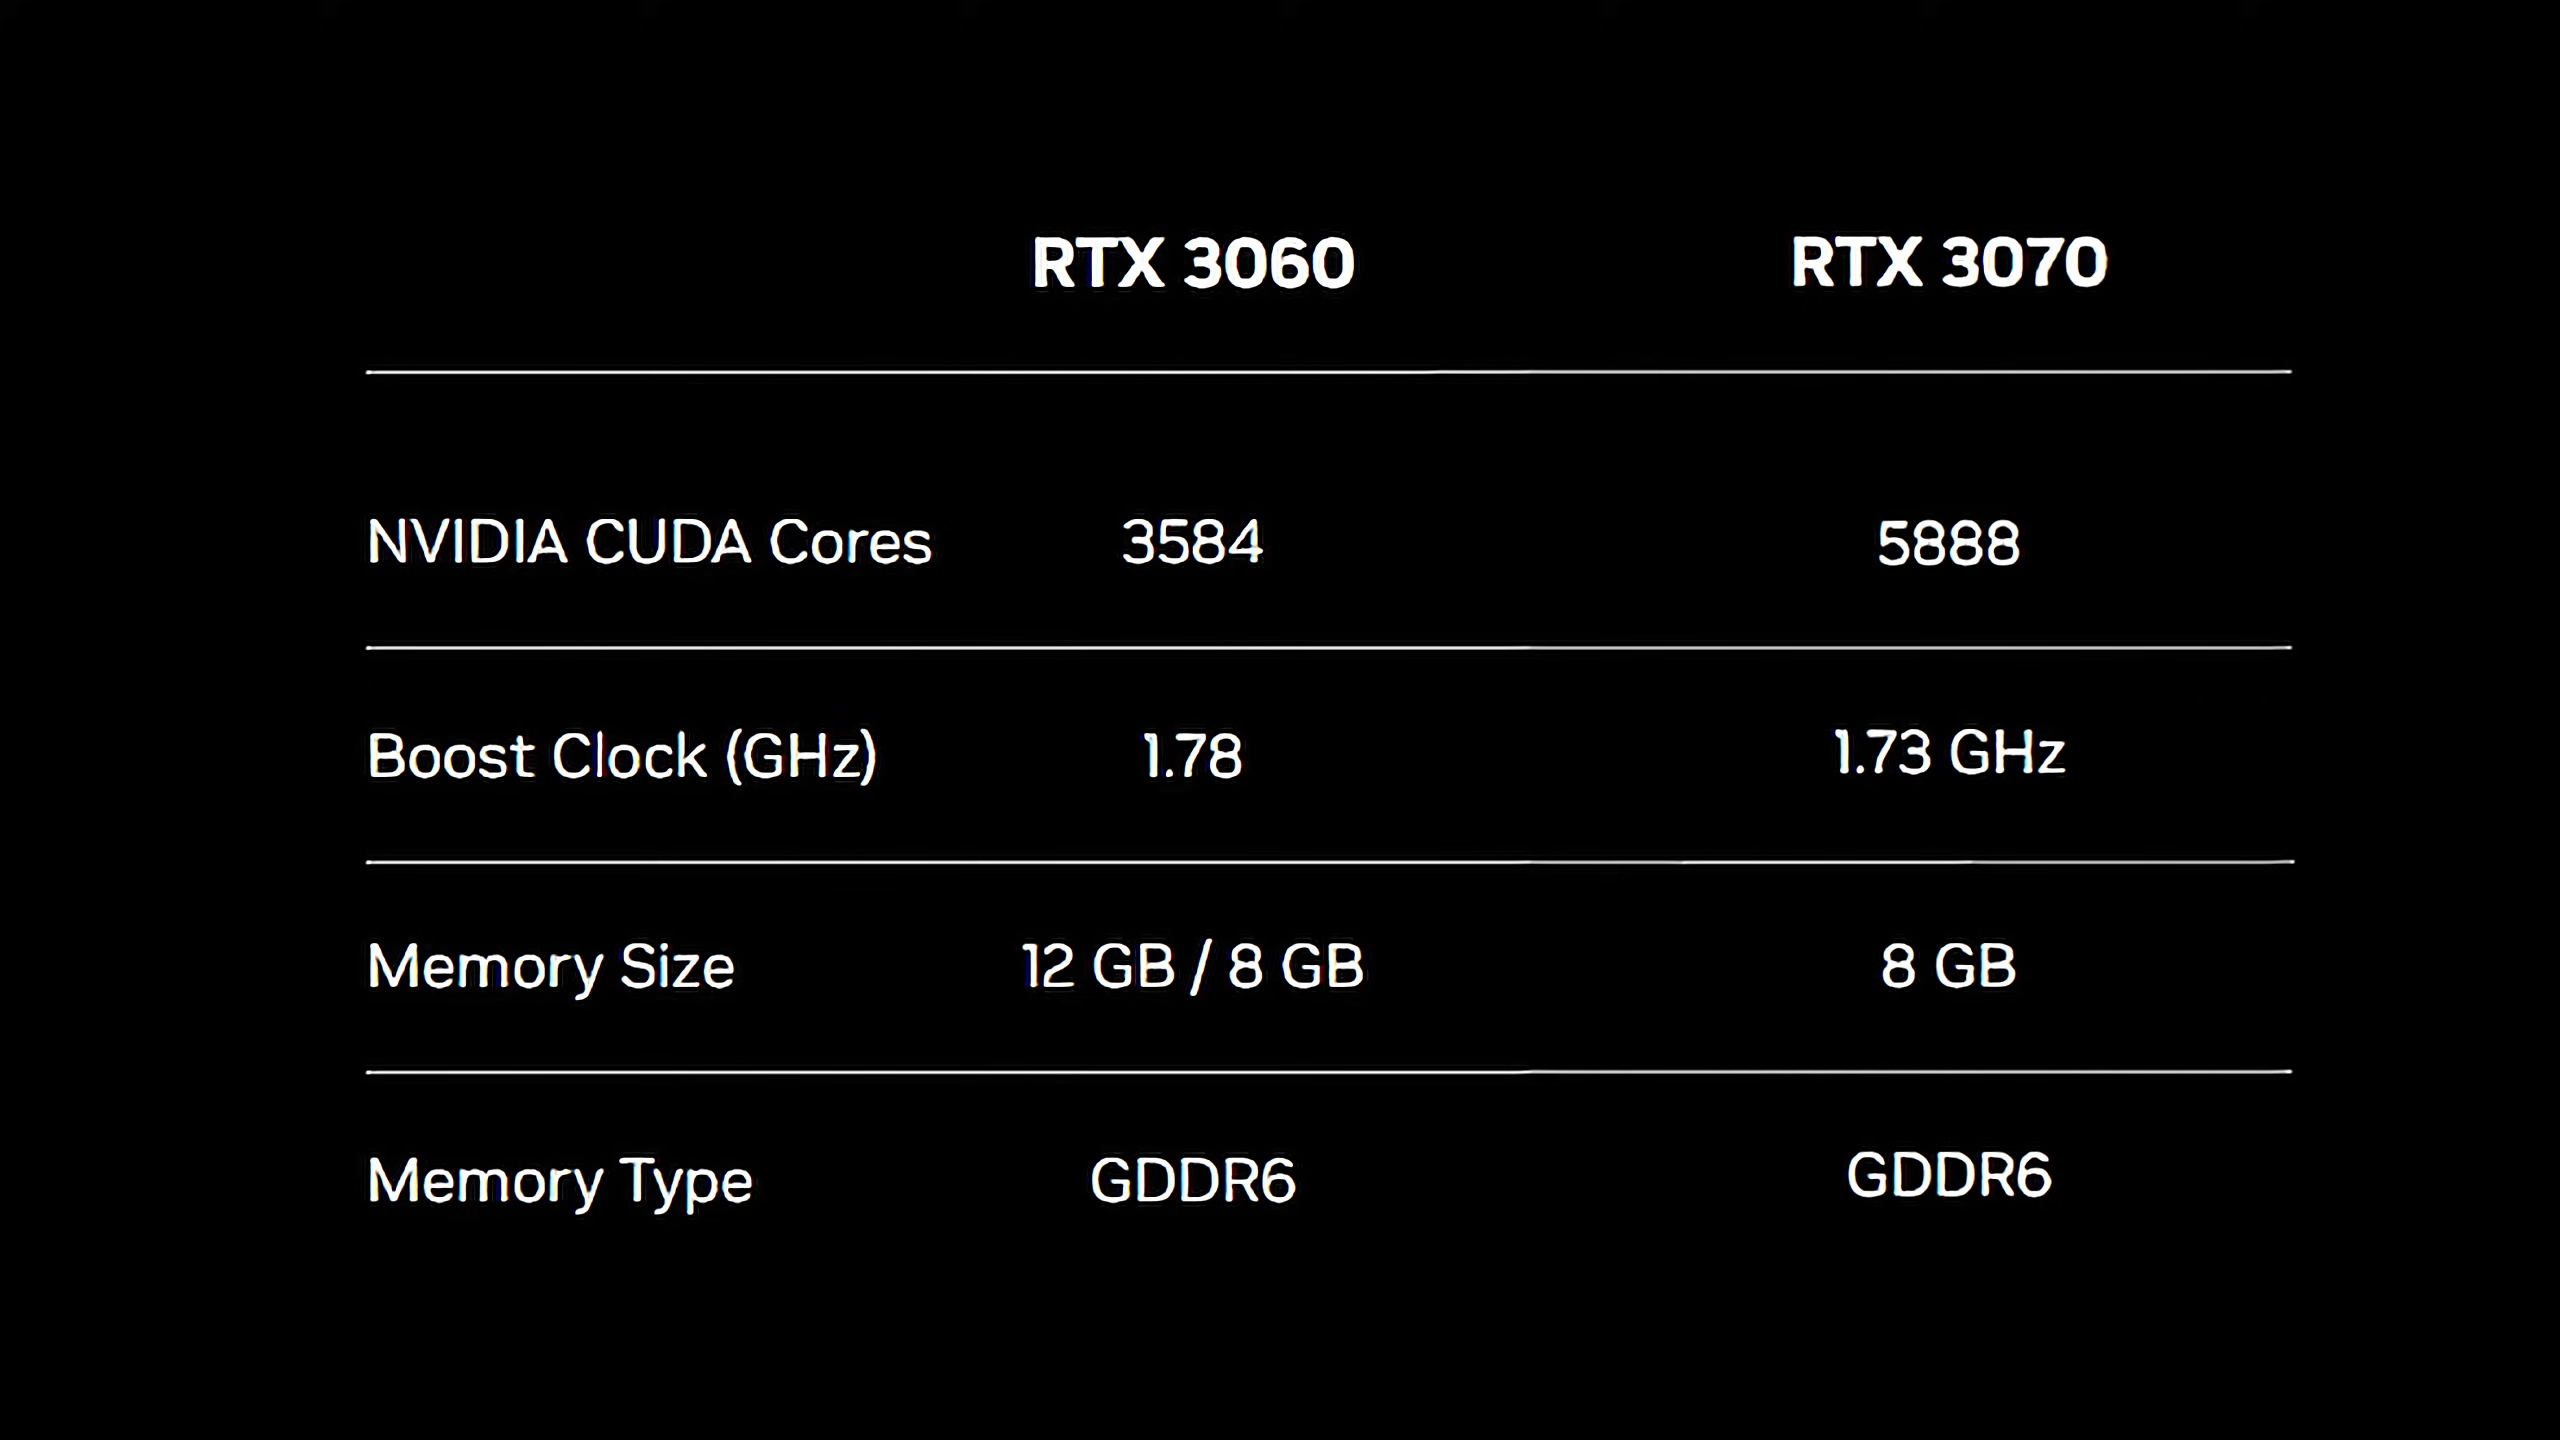 RTX 3060 RTX 3070
NVIDIA CUDA Cores 3584 5888
Boost Clock (GHz) 1.78 1.73 GHz
Memory Size 12 GB / 8 GB 8 GB
Memory Type GDDR6 GDDR6